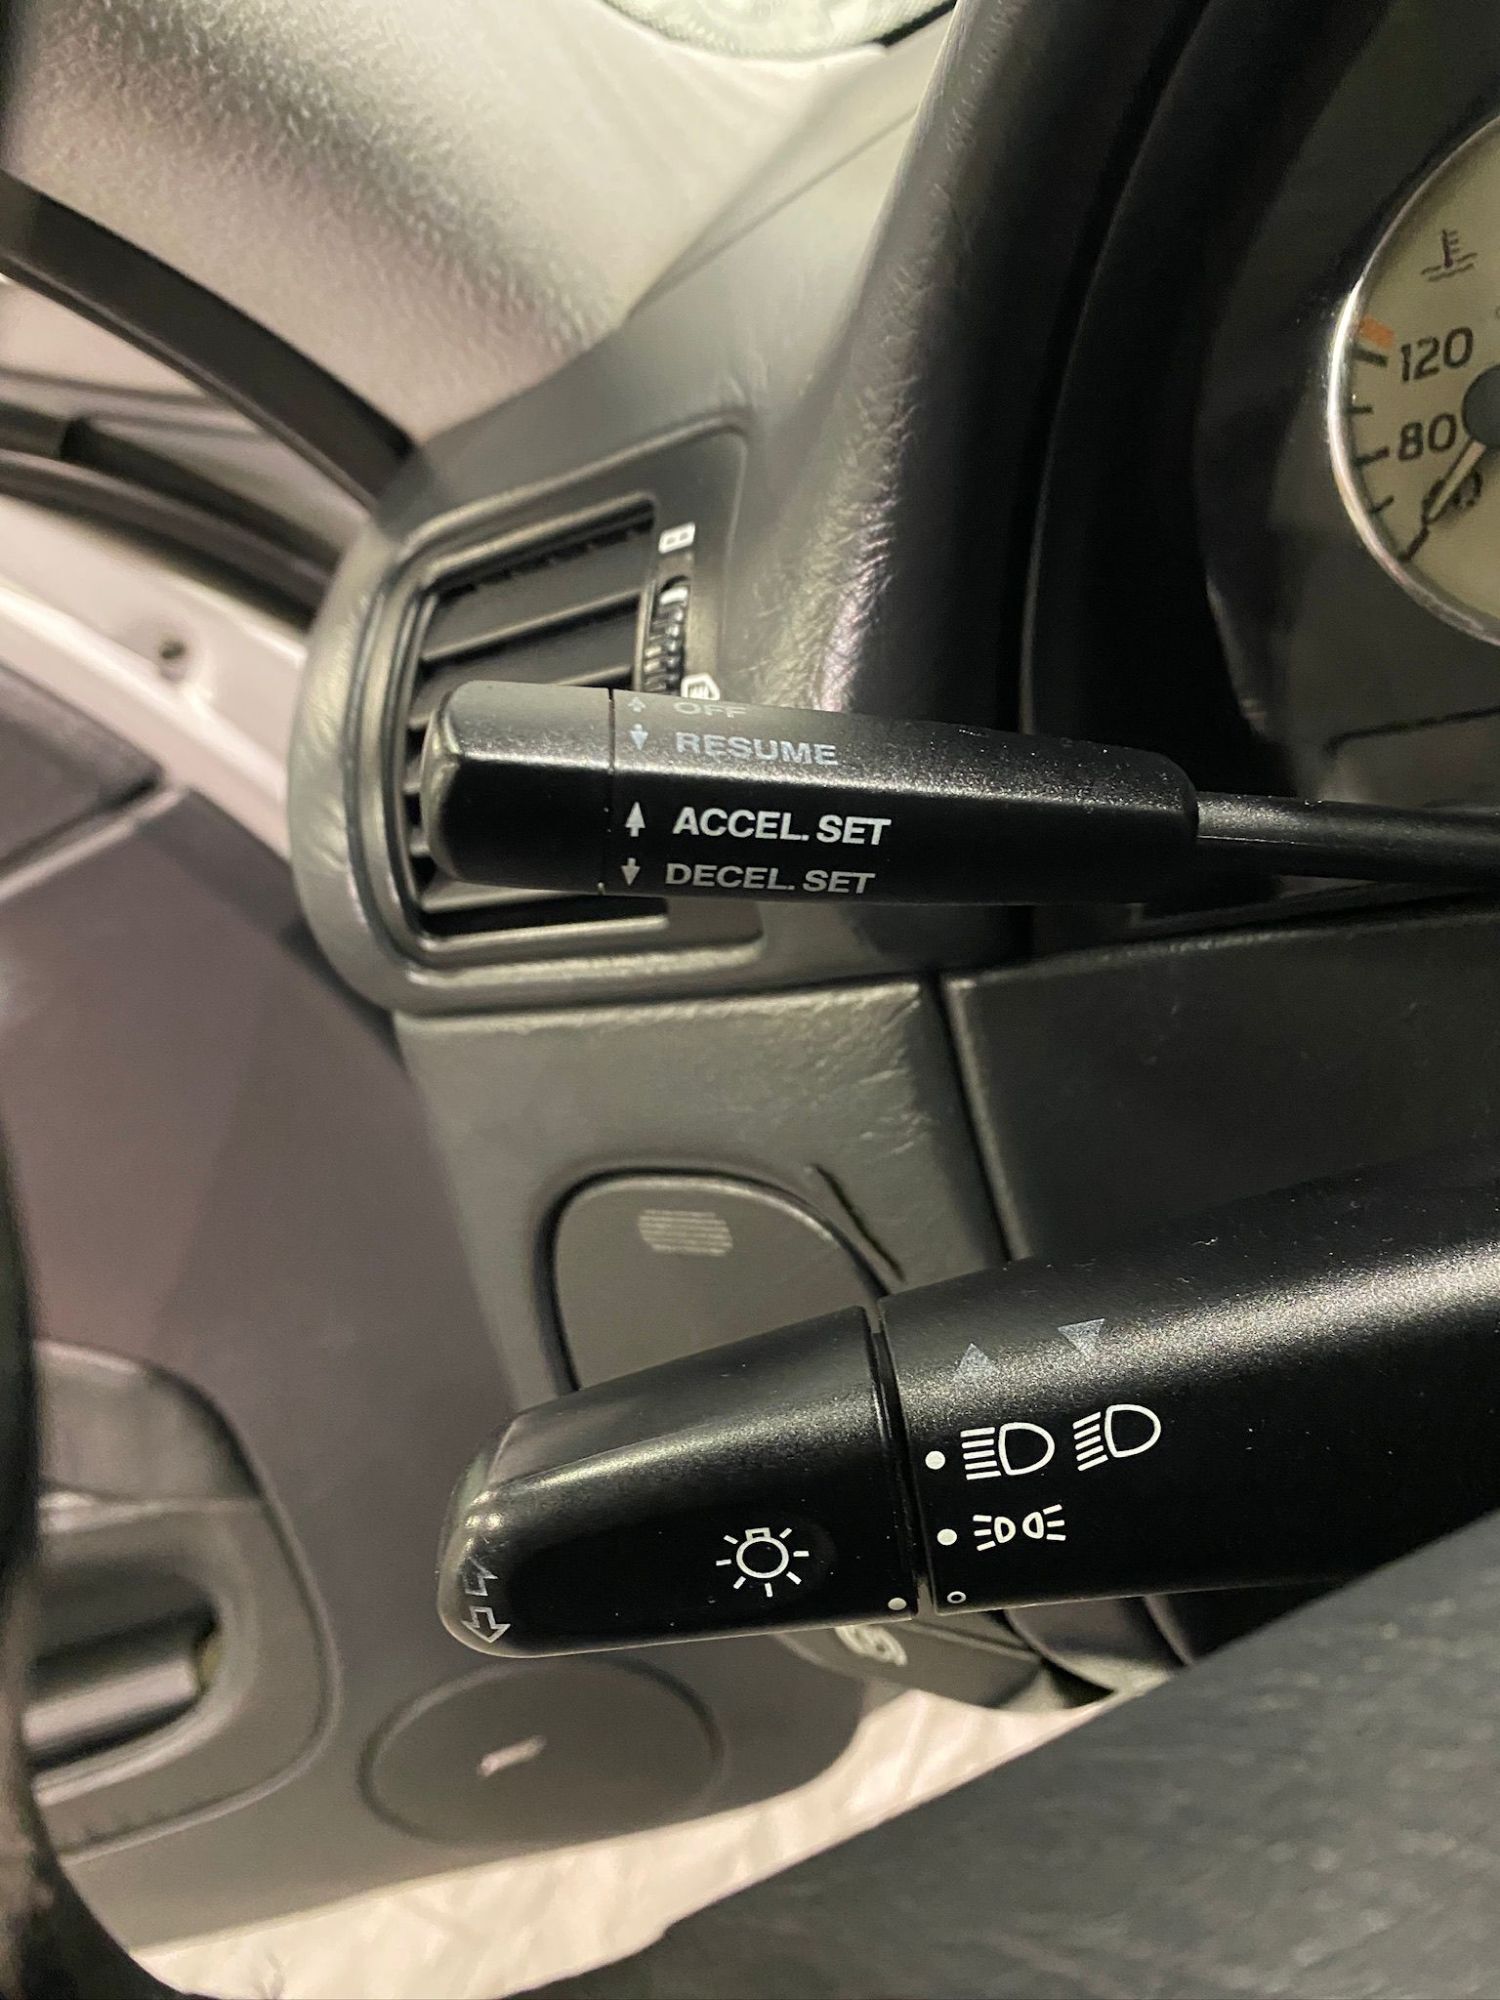 120
80
OFF
RESUME
ACCEL. SET
DECEL. SET